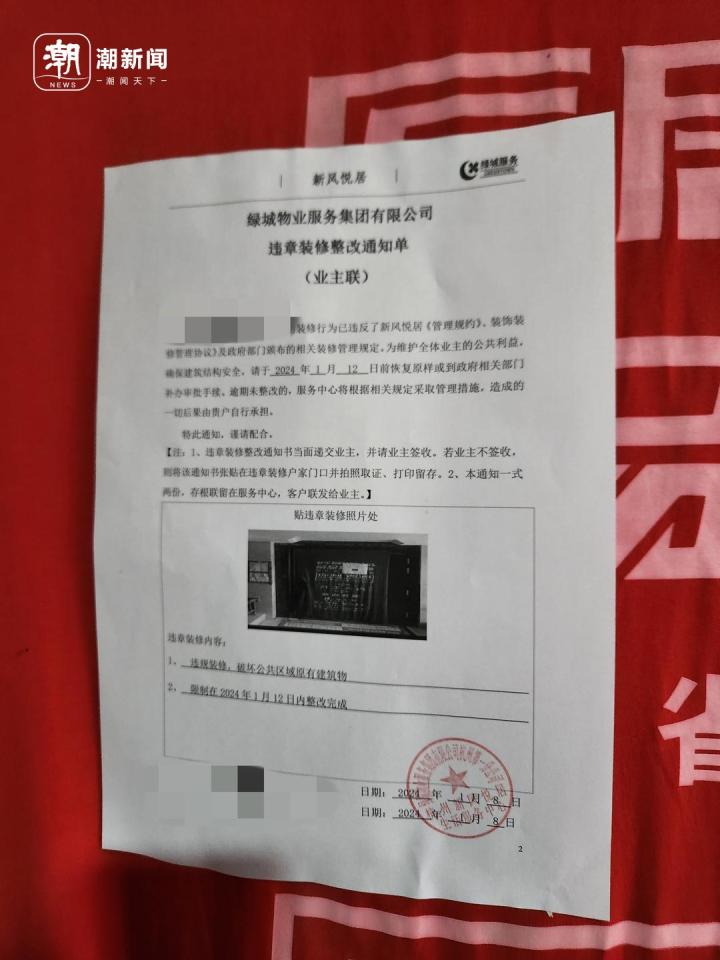 潮
NEWS
潮新闻
潮闻天下
新风悦居
绿城服务
绿城物业服务集团有限公司
违章装修整改通知单
（业主联）
装修行为已违反了新风悦居《管理规约》、装饰装
修管理协议》及政府部门颁布的相关装修管理规定。为维护全体业主的公共利益，
确保建筑结构安全，请于 2024 年 1 月 12 日前恢复原样或到政府相关部门
补办审批手续。逾期未整改的，服务中心将根据相关规定采取管理措施，造成的
一切后果由贵户自行承担。
特此通知，谨请配合。
【注：1、违章装修整改通知书当面递交业主，并请业主签收。若业主不签收，
则将该通知书张贴在违章装修户家门口并拍照取证、打印留存。2、本通知一式
两份，存根联留在服务中心，客户联发给业主。】
贴违章装修照片处
违章装修内容：
1、 违规装修，破坏公共区域原有建筑物
2、 限制在2024年1月12日内整改完成
日期： 2024 年 1 月 8 日
日期： 2024 年 1 月 8 日
2
省